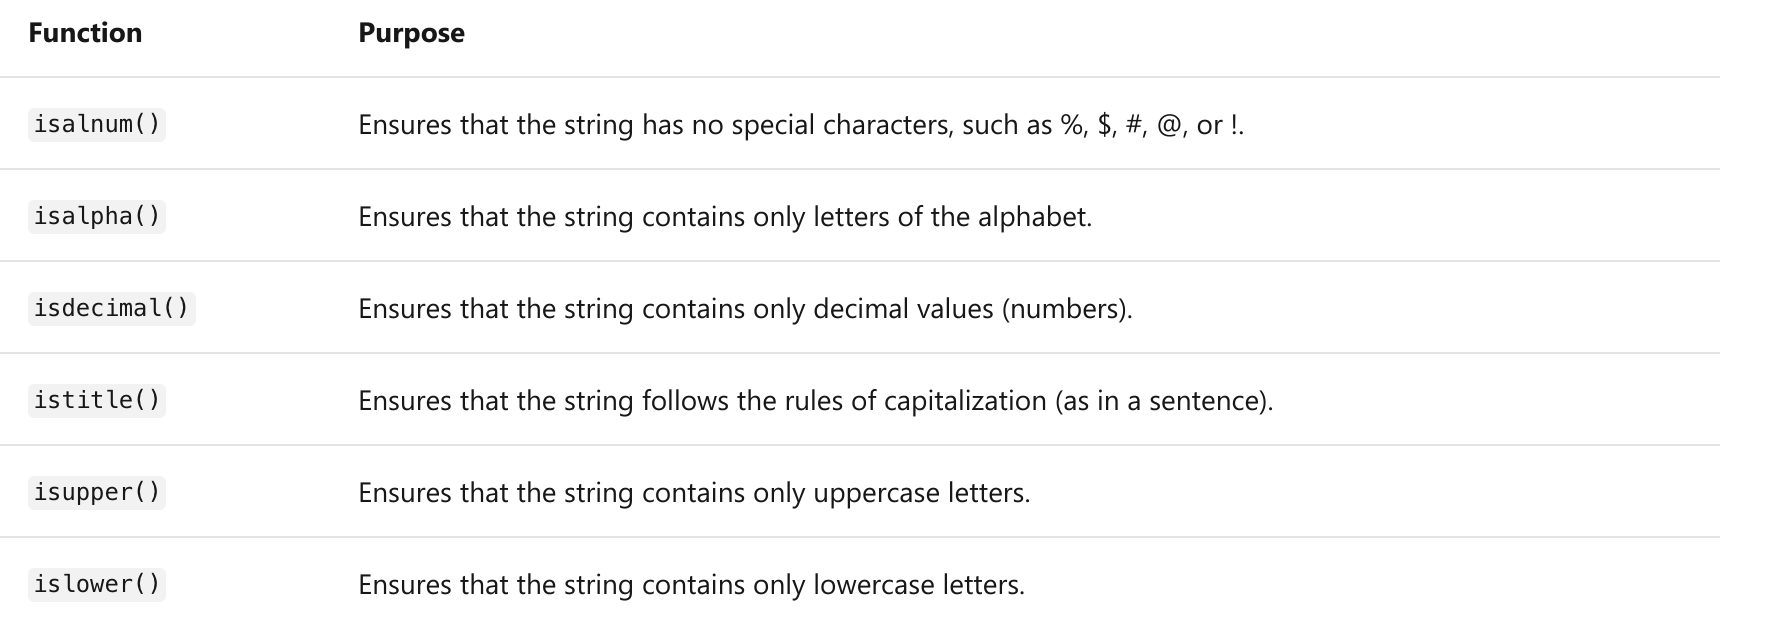 Function Purpose
isalnum() Ensures that the string has no special characters, such as %, $, #, @, or !.
isalpha() Ensures that the string contains only letters of the alphabet.
isdecimal() Ensures that the string contains only decimal values (numbers).
istitle() Ensures that the string follows the rules of capitalization (as in a sentence).
isupper() Ensures that the string contains only uppercase letters.
islower() Ensures that the string contains only lowercase letters.